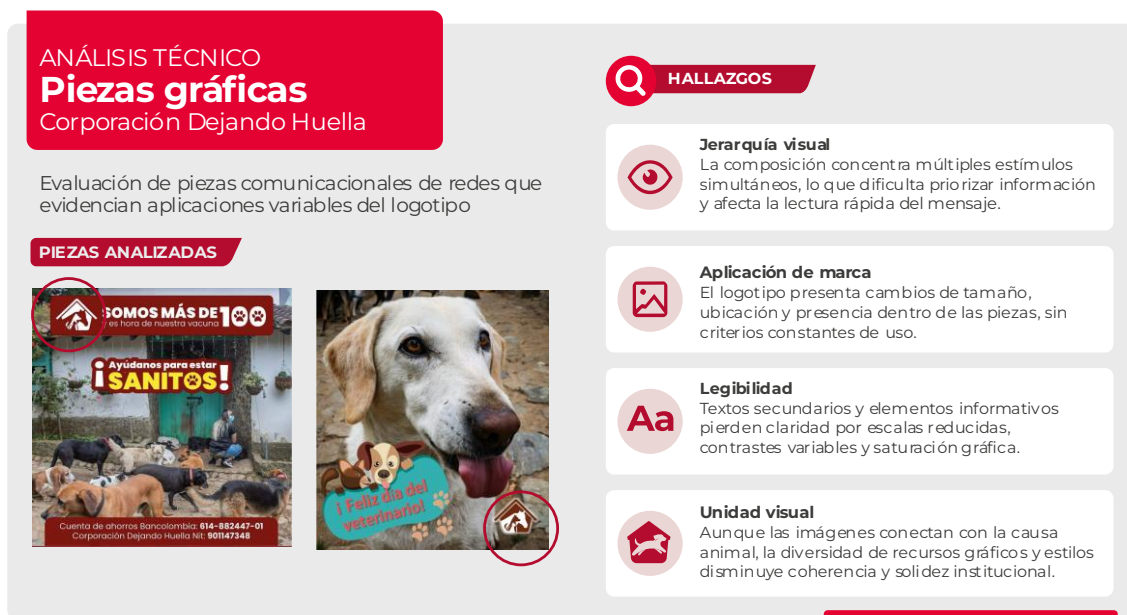 ANÁLISIS TÉCNICO
Piezas gráficas
Corporación Dejando Huella
Evaluación de piezas comunicacionales de redes que
evidencian aplicaciones variables del logotipo
PIEZAS ANALIZADAS
SOMOS MÁS DE 100
es hora de nuestra vacuna
¡Ayúdanos para estar
SANITOS!
Cuenta de ahorros Bancolombia: 614-882447-01
Corporación Dejando Huella Nit: 901147348
¡ Feliz día del
veterinario!
HALLAZGOS
Jerarquía visual
La composición concentra múltiples estímulos
simultáneos, lo que dificulta priorizar información
y afecta la lectura rápida del mensaje.
Aplicación de marca
El logotipo presenta cambios de tamaño,
ubicación y presencia dentro de las piezas, sin
criterios constantes de uso.
Aa
Legibilidad
Textos secundarios y elementos informativos
pierden claridad por escalas reducidas,
contrastes variables y saturación gráfica.
Unidad visual
Aunque las imágenes conectan con la causa
animal, la diversidad de recursos gráficos y estilos
disminuye coherencia y solidez institucional.